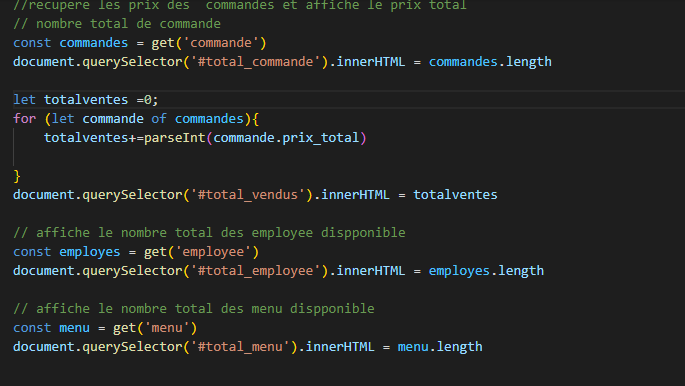 //recupere les prix des  commandes et affiche le prix total
// nombre total de commande
const commandes = get('commande')
document.querySelector('#total_commande').innerHTML = commandes.length
let totalventes =0;
for (let commande of commandes){
    totalventes+=parseInt(commande.prix_total)
}
document.querySelector('#total_vendus').innerHTML = totalventes
// affiche le nombre total des employee dispponible
const employes = get('employee')
document.querySelector('#total_employee').innerHTML = employes.length
// affiche le nombre total des menu dispponible
const menu = get('menu')
document.querySelector('#total_menu').innerHTML = menu.length